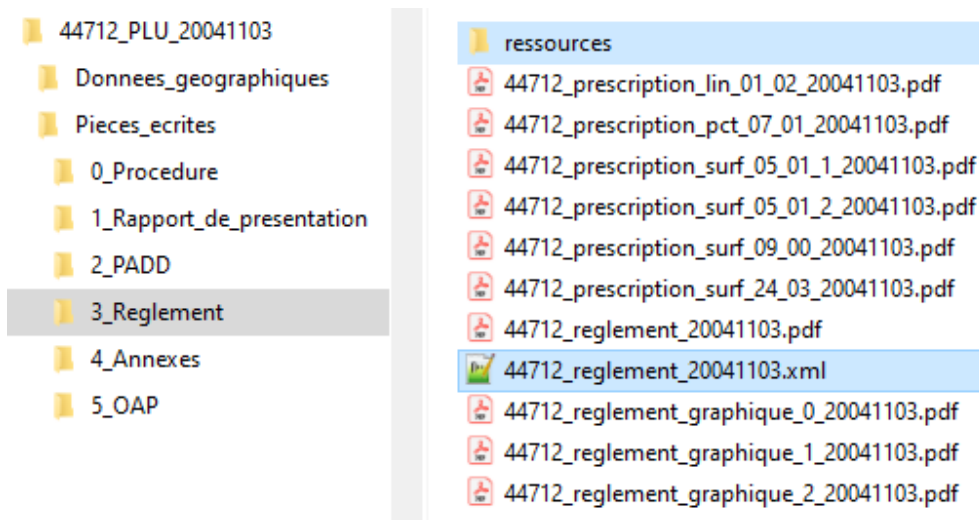 44712_PLU_20041103
Donnees_geographiques
Pieces_ecrites
0_Procedure
1_Rapport_de_presentation
2_PADD
3_Reglement
4_Annexes
5_OAP
ressources
44712_prescription_lin_01_02_20041103.pdf
44712_prescription_pct_07_01_20041103.pdf
44712_prescription_surf_05_01_1_20041103.pdf
44712_prescription_surf_05_01_2_20041103.pdf
44712_prescription_surf_09_00_20041103.pdf
44712_prescription_surf_24_03_20041103.pdf
44712_reglement_20041103.pdf
44712_reglement_20041103.xml
44712_reglement_graphique_0_20041103.pdf
44712_reglement_graphique_1_20041103.pdf
44712_reglement_graphique_2_20041103.pdf